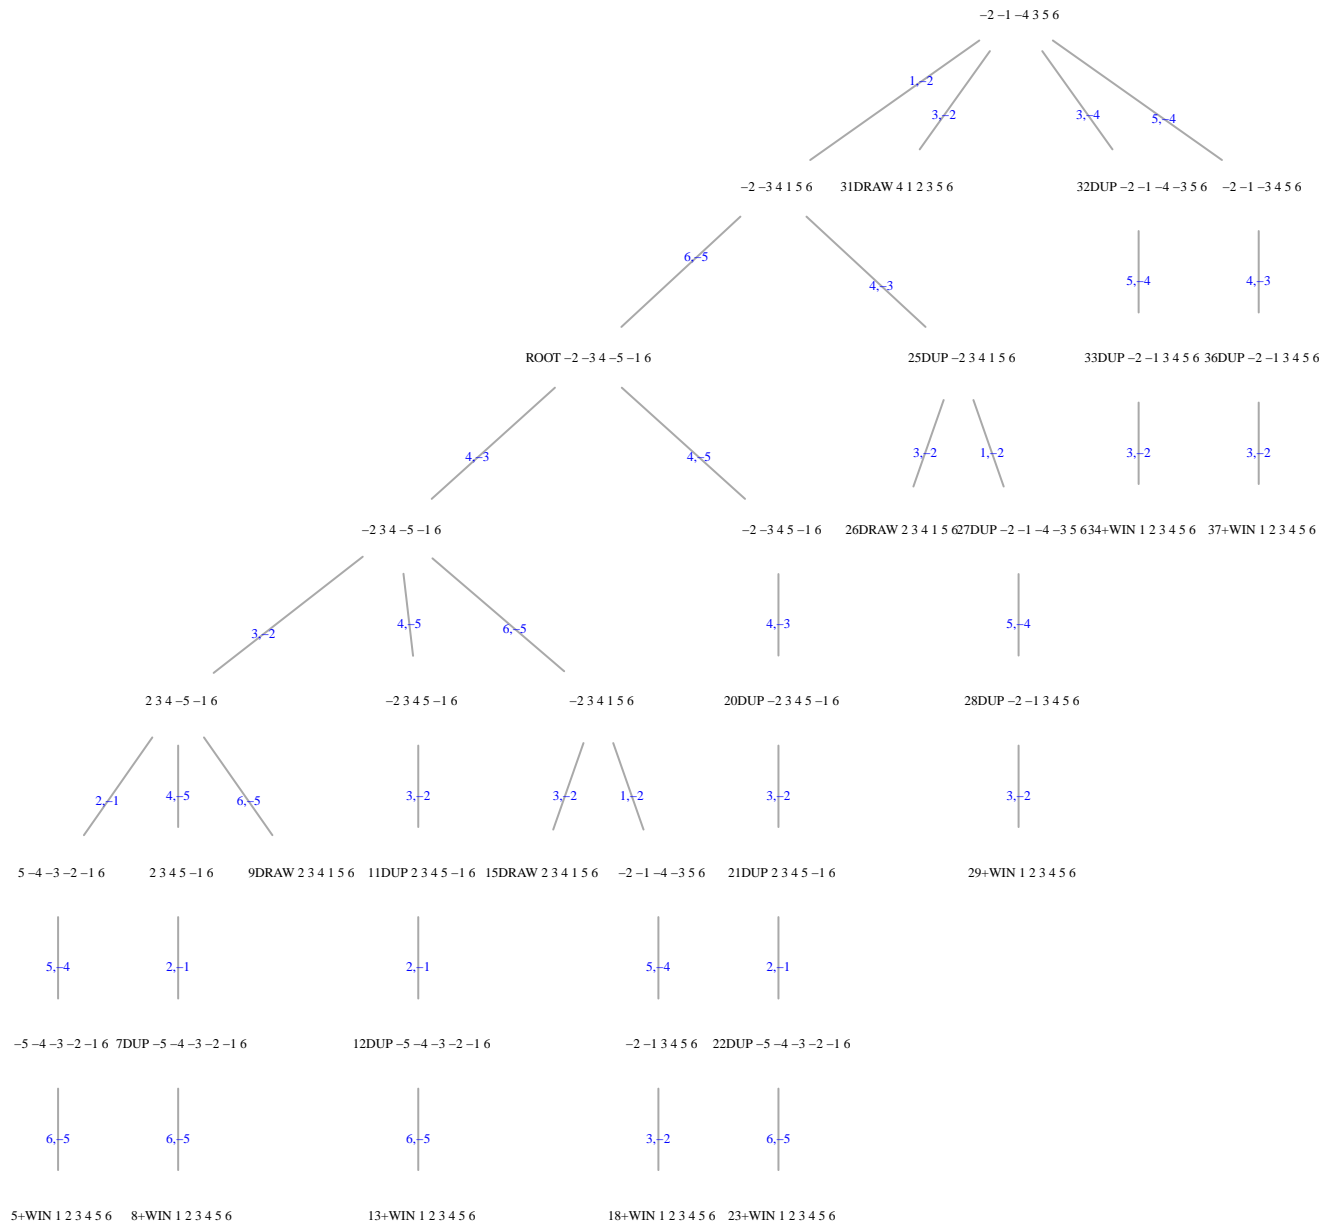 −2 −1 −4 3 5 6
1,−2
3,−2
3,−4
5,−4
−2 −3 4 1 5 6
31DRAW 4 1 2 3 5 6
32DUP −2 −1 −4 −3 5 6
−2 −1 −3 4 5 6
6,−5
4,−3
5,−4
4,−3
ROOT −2 −3 4 −5 −1 6
25DUP −2 3 4 1 5 6
33DUP −2 −1 3 4 5 6
36DUP −2 −1 3 4 5 6
4,−3
4,−5
3,−2
1,−2
3,−2
3,−2
−2 3 4 −5 −1 6
−2 −3 4 5 −1 6
26DRAW 2 3 4 1 5 6
27DUP −2 −1 −4 −3 5 6
34+WIN 1 2 3 4 5 6
37+WIN 1 2 3 4 5 6
3,−2
4,−5
6,−5
4,−3
5,−4
2 3 4 −5 −1 6
−2 3 4 5 −1 6
−2 3 4 1 5 6
20DUP −2 3 4 5 −1 6
28DUP −2 −1 3 4 5 6
2,−1
4,−5
6,−5
3,−2
3,−2
1,−2
3,−2
3,−2
5 −4 −3 −2 −1 6
2 3 4 5 −1 6
9DRAW 2 3 4 1 5 6
11DUP 2 3 4 5 −1 6
15DRAW 2 3 4 1 5 6
−2 −1 −4 −3 5 6
21DUP 2 3 4 5 −1 6
29+WIN 1 2 3 4 5 6
5,−4
2,−1
2,−1
5,−4
2,−1
−5 −4 −3 −2 −1 6
7DUP −5 −4 −3 −2 −1 6
12DUP −5 −4 −3 −2 −1 6
−2 −1 3 4 5 6
22DUP −5 −4 −3 −2 −1 6
6,−5
6,−5
6,−5
3,−2
6,−5
5+WIN 1 2 3 4 5 6
8+WIN 1 2 3 4 5 6
13+WIN 1 2 3 4 5 6
18+WIN 1 2 3 4 5 6
23+WIN 1 2 3 4 5 6